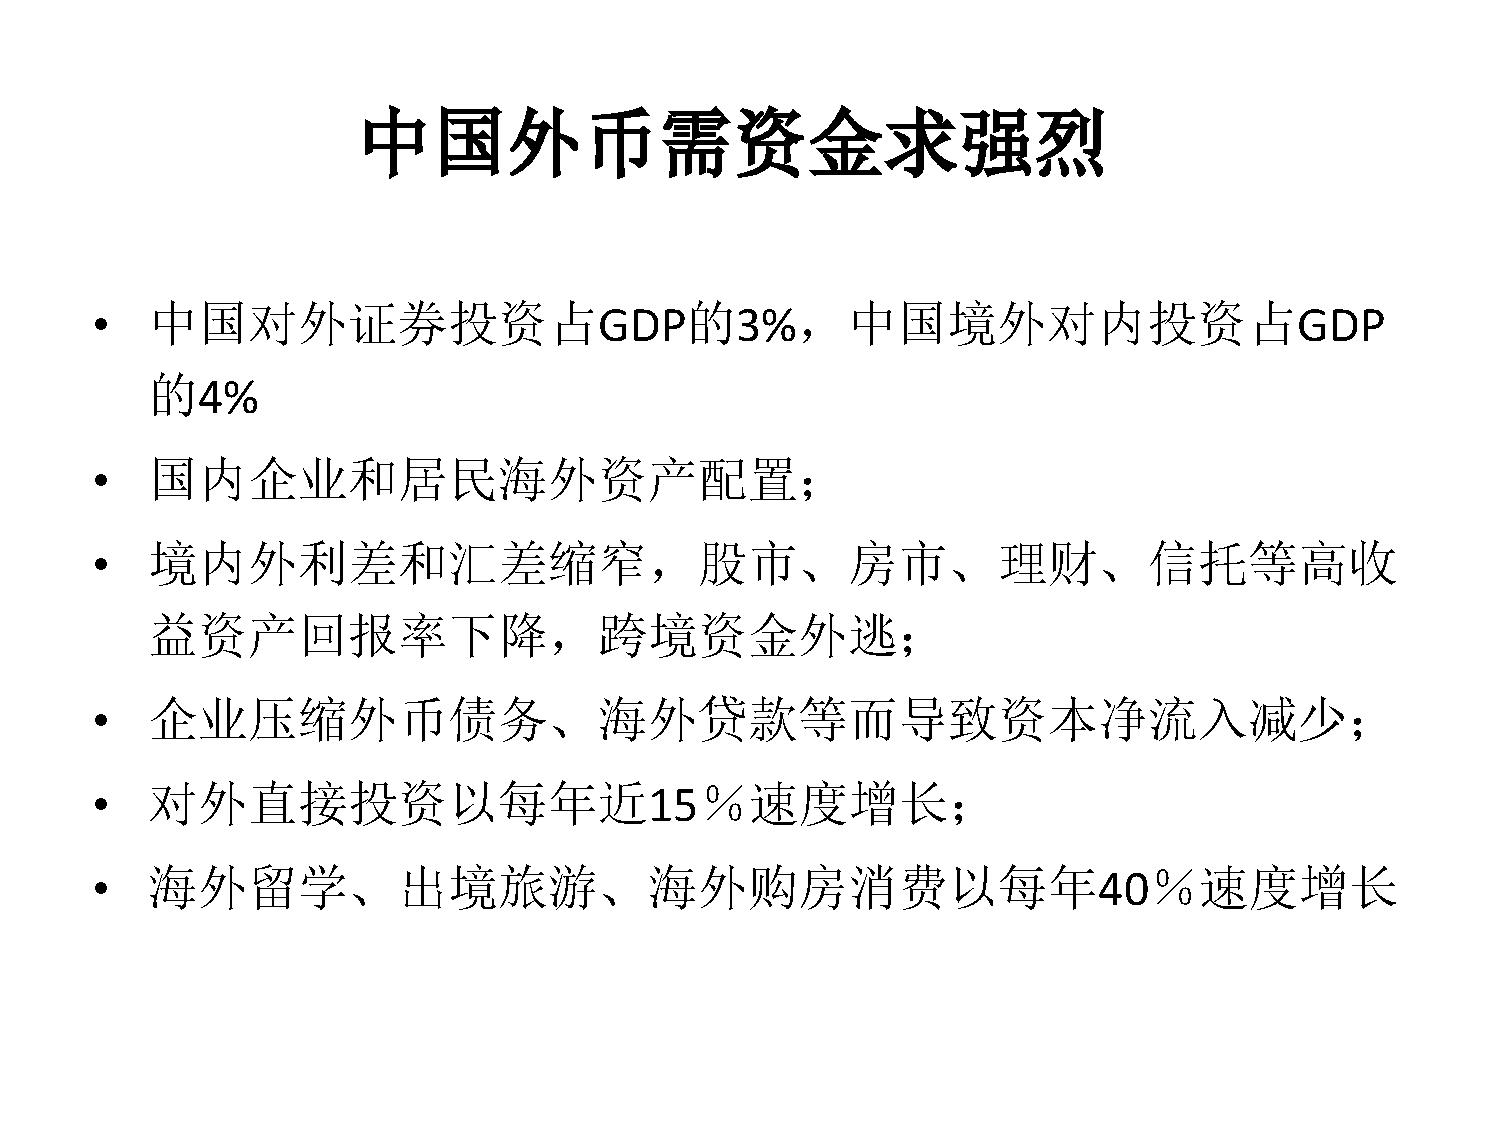 中国外币需资金求强烈
• 中国对外证券投资占GDP的3%，中国境外对内投资占GDP
的4%
• 国内企业和居民海外资产配置；
• 境内外利差和汇差缩窄，股市、房市、理财、信托等高收
益资产回报率下降，跨境资金外逃；
• 企业压缩外币债务、海外贷款等而导致资本净流入减少；
• 对外直接投资以每年近15％速度增长；
• 海外留学、出境旅游、海外购房消费以每年40％速度增长